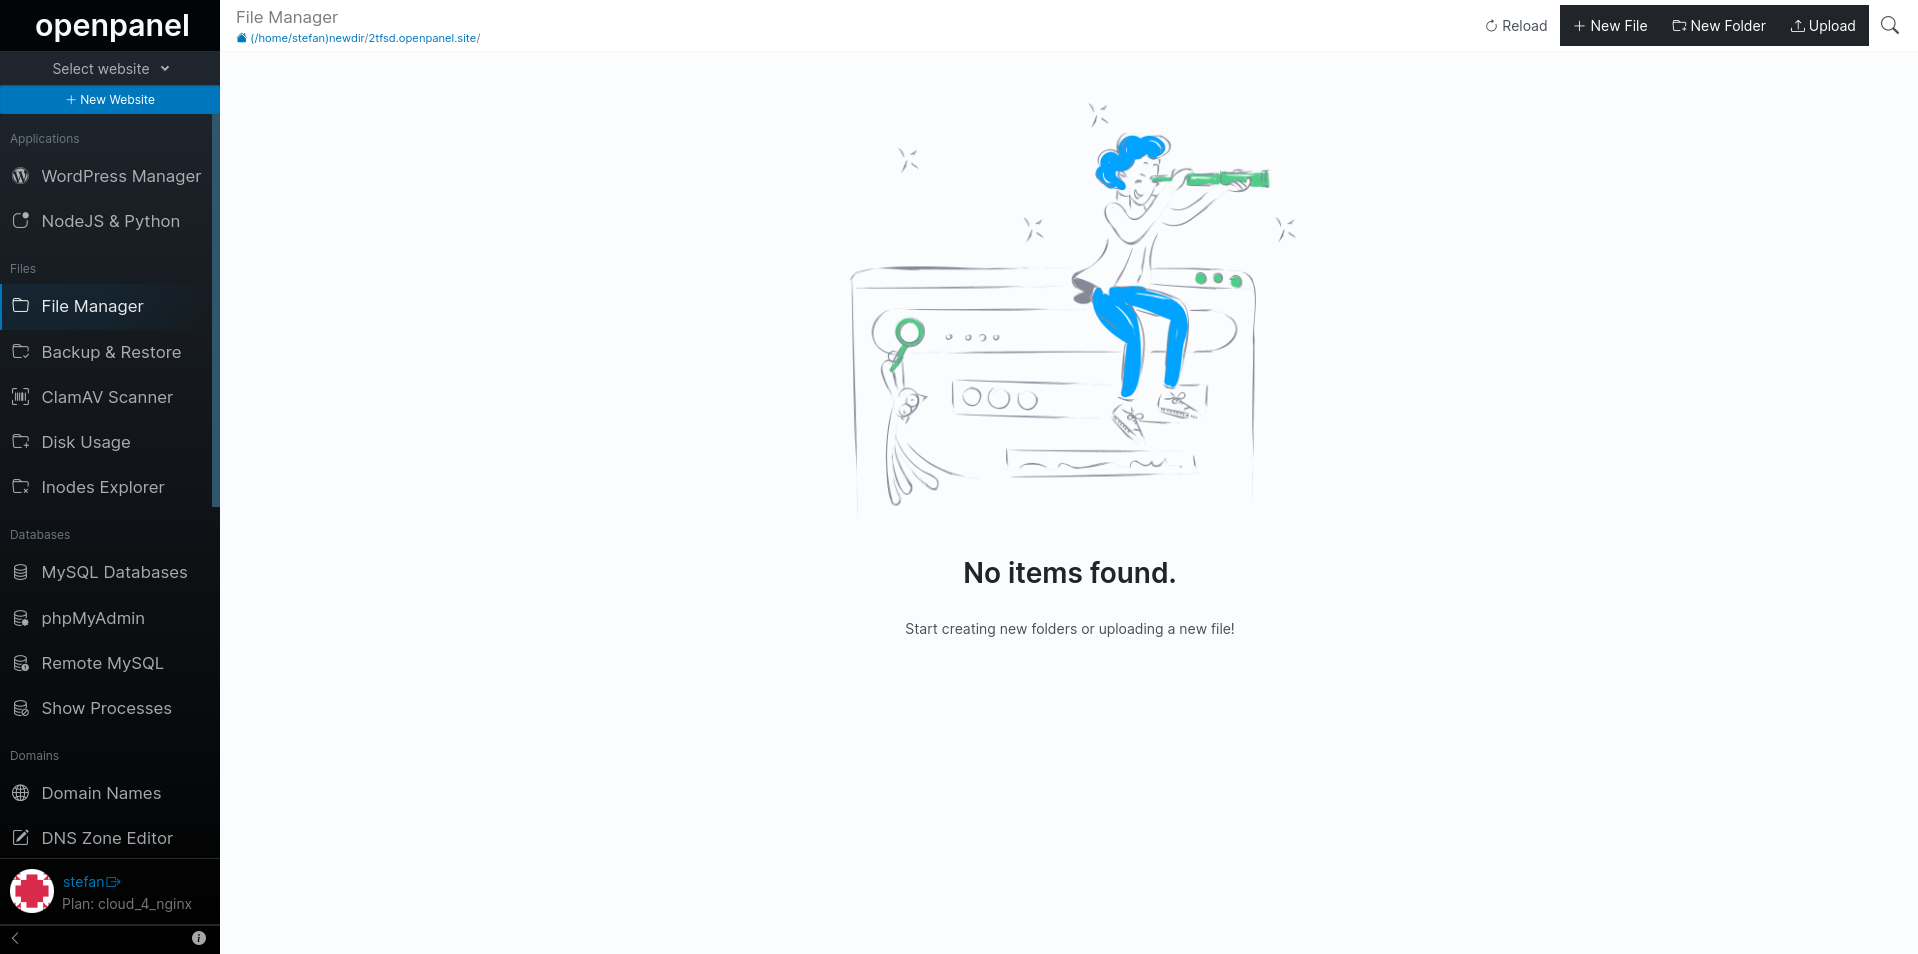 openpanel
Select website
New Website
Applications
WordPress Manager
NodeJS & Python
Files
File Manager
Backup & Restore
ClamAV Scanner
Disk Usage
Inodes Explorer
Databases
MySQL Databases
phpMyAdmin
Remote MySQL
Show Processes
Domains
Domain Names
DNS Zone Editor
stefan
Plan: cloud_4_nginx
File Manager
(/home/stefan)newdir/2tfsd.openpanel.site/
Reload
New File
New Folder
Upload
No items found.
Start creating new folders or uploading a new file!